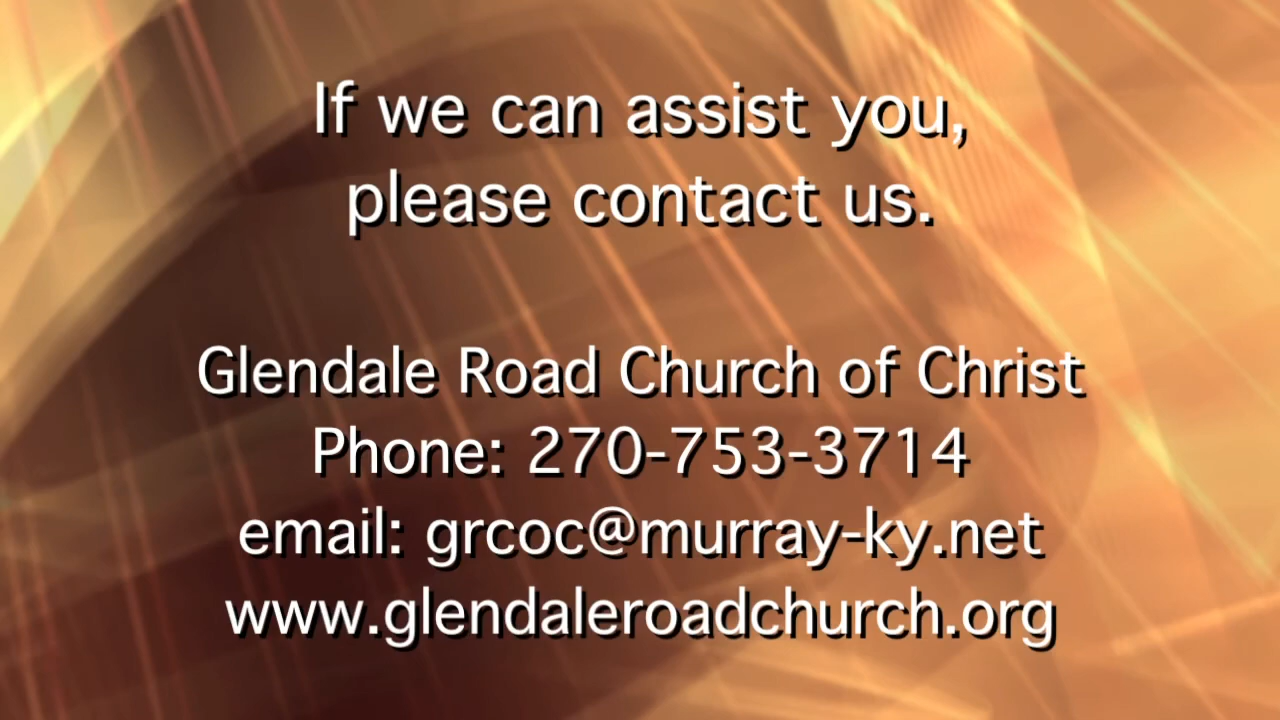 If we can assist you,
please contact us.
Glendale Road Church of Christ
Phone: 270-753-3714
email: grcoc@murray-ky.net
www.glendaleroadchurch.org